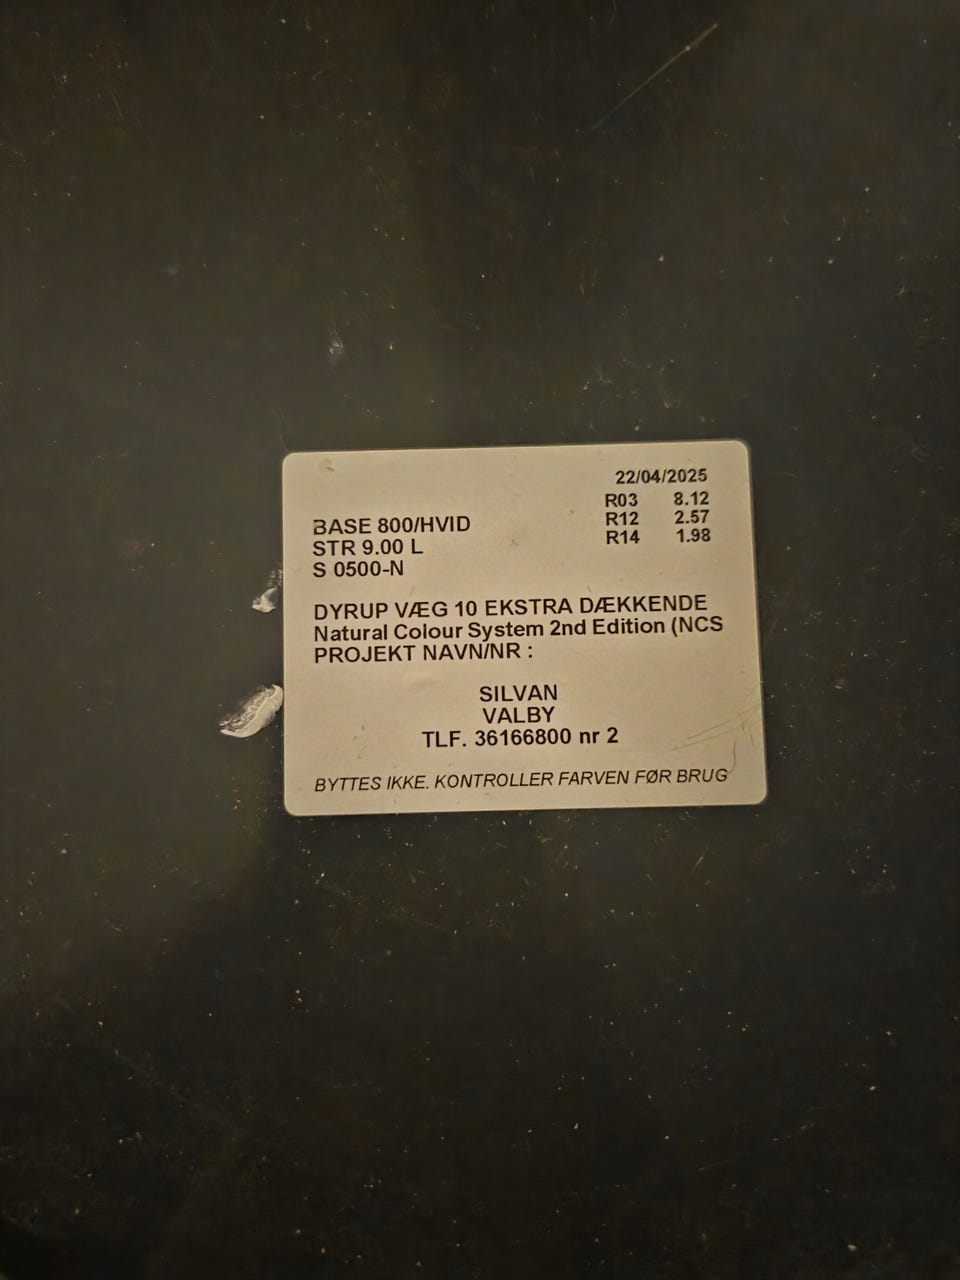 22/04/2025
R03 8.12
R12 2.57
R14 1.98
BASE 800/HVID
STR 9.00 L
S 0500-N
DYRUP VÆG 10 EKSTRA DÆKKENDE
Natural Colour System 2nd Edition (NCS
PROJEKT NAVN/NR :
SILVAN
VALBY
TLF. 36166800 nr 2
BYTTES IKKE. KONTROLLER FARVEN FØR BRUG